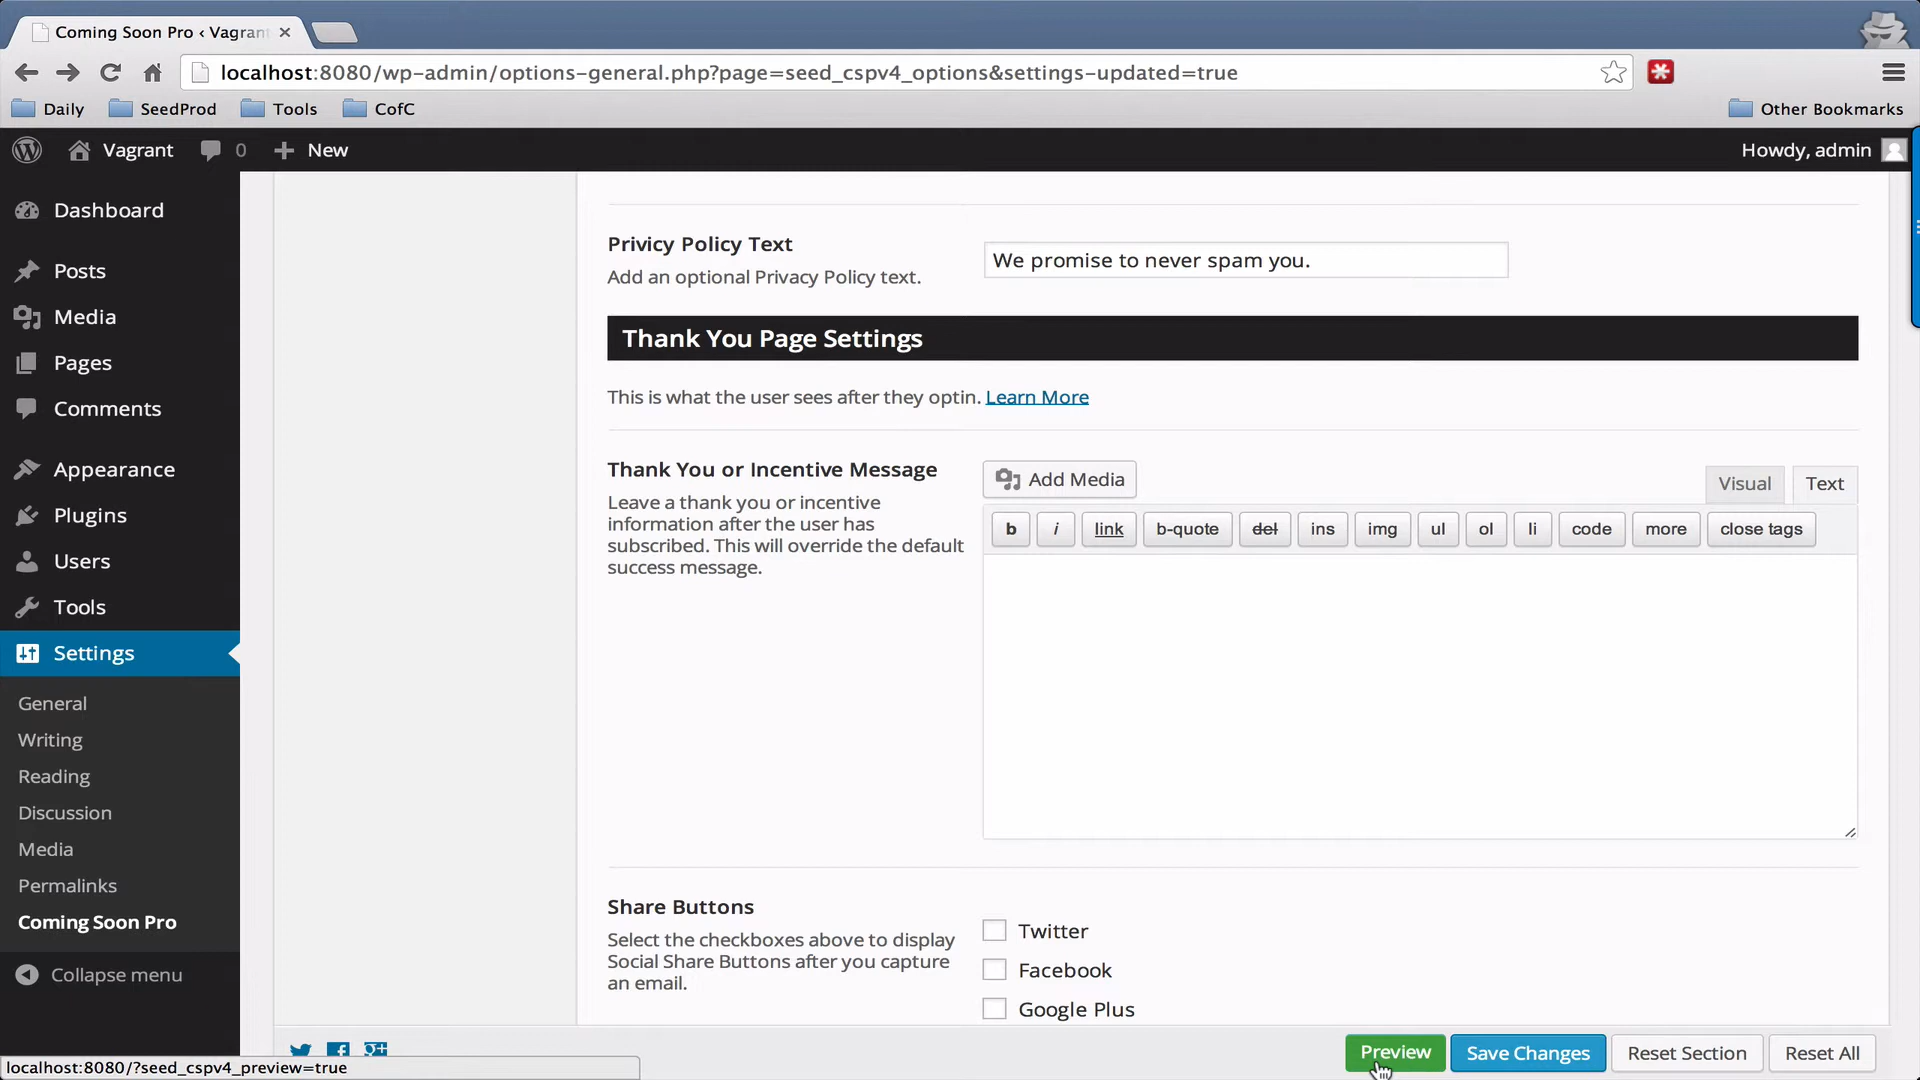 Coming Soon Pro ‹ Vagran
localhost:8080/wp-admin/options-general.php?page=seed_cspv4_options&settings-updated=true
Daily SeedProd Tools CofC Other Bookmarks
Vagrant 0 New Howdy, admin
Dashboard
Posts
Media
Pages
Comments
Appearance
Plugins
Users
Tools
Settings
General
Writing
Reading
Discussion
Media
Permalinks
Coming Soon Pro
Collapse menu
Privicy Policy Text
Add an optional Privacy Policy text.
We promise to never spam you.
Thank You Page Settings
This is what the user sees after they optin. Learn More
Thank You or Incentive Message
Leave a thank you or incentive
information after the user has
subscribed. This will override the default
success message.
Add Media
Visual Text
b i link b-quote del ins img ul ol li code more close tags
Share Buttons
Select the checkboxes above to display
Social Share Buttons after you capture
an email.
Twitter
Facebook
Google Plus
Preview Save Changes Reset Section Reset All
localhost:8080/?seed_cspv4_preview=true